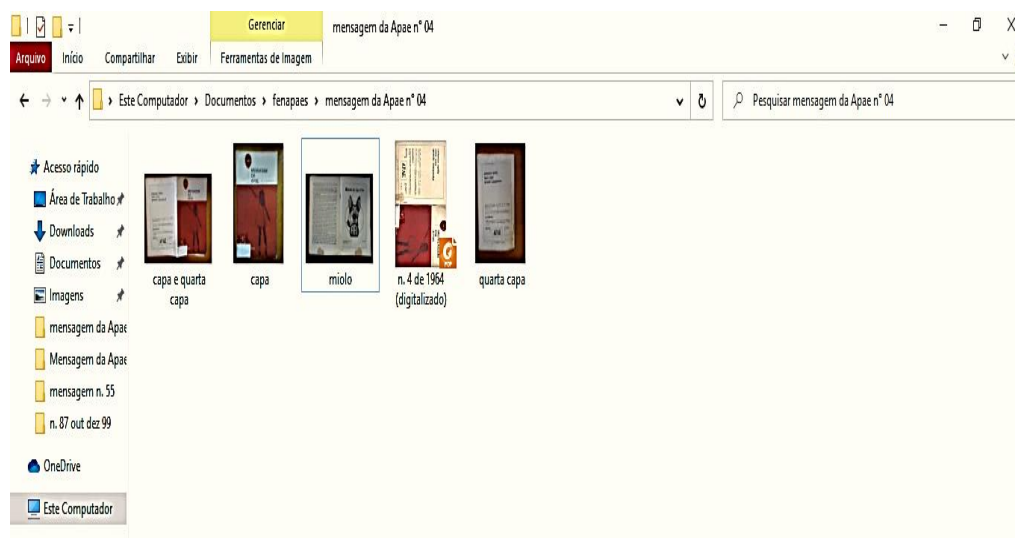 Gerenciar
mensagem da Apae n° 04
Arquivo
Início
Compartilhar
Exibir
Ferramentas de Imagem
Este Computador › Documentos › fenapaes › mensagem da Apae n° 04
Pesquisar mensagem da Apae n° 04
Acesso rápido
Área de Trabalho
Downloads
Documentos
Imagens
mensagem da Apae
Mensagem da Apae
mensagem n. 55
n. 87 out dez 99
OneDrive
Este Computador
capa e quarta
capa
capa
miolo
n. 4 de 1964
(digitalizado)
quarta capa